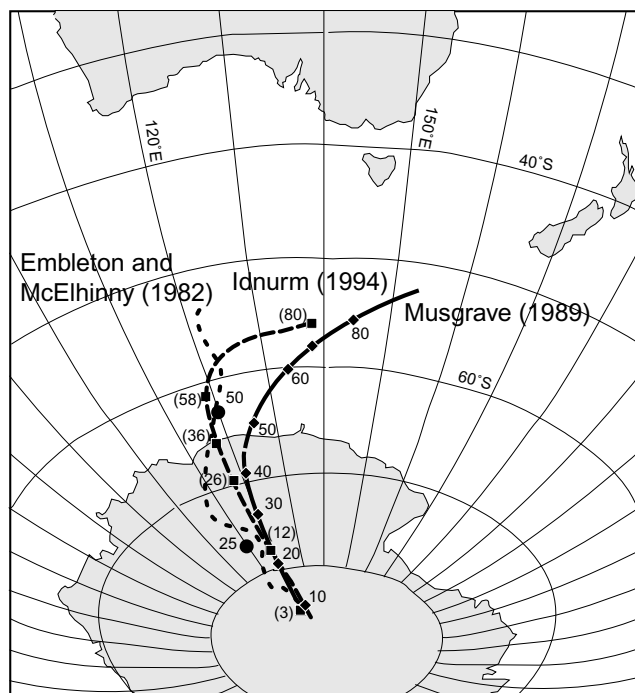 120˚E
150˚E
40˚S
Embleton and
McElhinny (1982)
Idnurm (1994)
Musgrave (1989)
(80)
80
60
60˚S
(58)
50
50
(36)
(26)
40
30
(12)
25
20
10
(3)